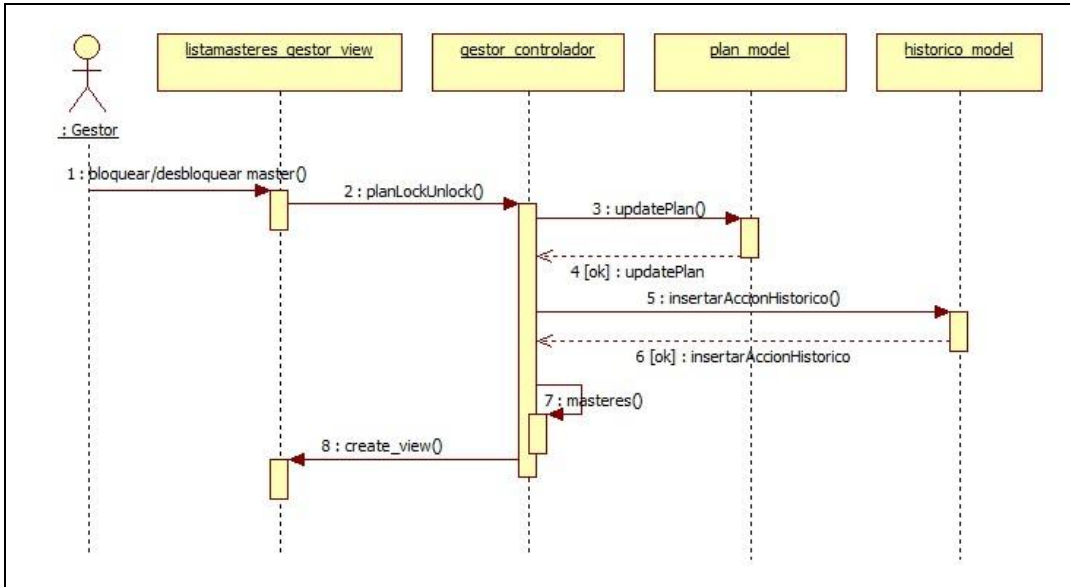 listamasteres_gestor_view
gestor_controlador
plan_model
historico_model
: Gestor
1 : bloquear/desbloquear master()
2 : planLockUnlock()
3 : updatePlan()
4 [ok] : updatePlan
5 : insertarAccionHistorico()
6 [ok] : insertarAccionHistorico
7 : masteres()
8 : create_view()